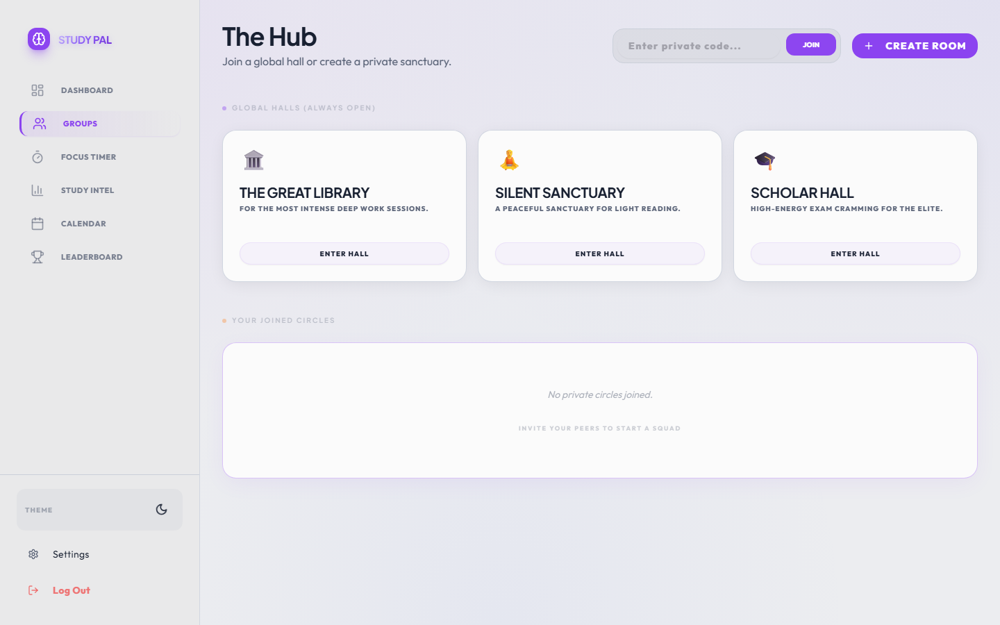 STUDY PAL
DASHBOARD
GROUPS
FOCUS TIMER
STUDY INTEL
CALENDAR
LEADERBOARD
THEME
Settings
Log Out
The Hub
Join a global hall or create a private sanctuary.
Enter private code...
JOIN
CREATE ROOM
GLOBAL HALLS (ALWAYS OPEN)
THE GREAT LIBRARY
FOR THE MOST INTENSE DEEP WORK SESSIONS.
ENTER HALL
SILENT SANCTUARY
A PEACEFUL SANCTUARY FOR LIGHT READING.
ENTER HALL
SCHOLAR HALL
HIGH-ENERGY EXAM CRAMMING FOR THE ELITE.
ENTER HALL
YOUR JOINED CIRCLES
No private circles joined.
INVITE YOUR PEERS TO START A SQUAD